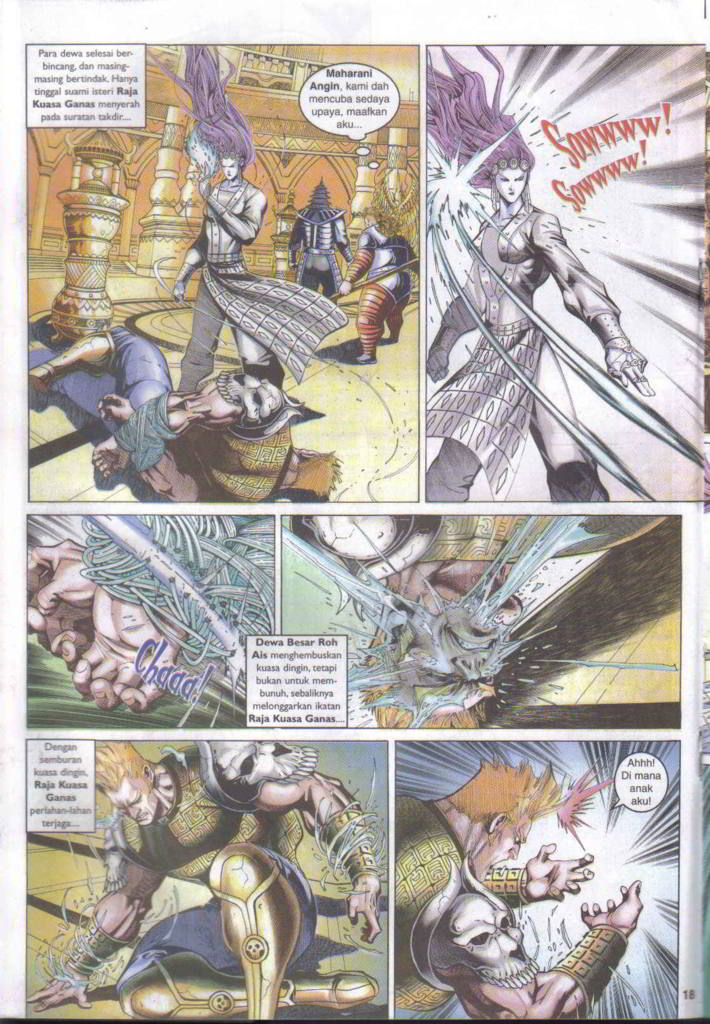 Para dewa selesai ber-
bincang, dan masing-
masing bertindak. Hanya
tinggal suami isteri Raja
Kuasa Ganas menyerah
pada suratan takdir....
Maharani
Angin, kami dah
mencuba sedaya
upaya, maafkan
aku...
Sowwww!
Sowwww!
Chaaa!
Dewa Besar Roh
Ais menghembuskan
kuasa dingin, tetapi
bukan untuk mem-
bunuh, sebaliknya
melonggarkan ikatan
Raja Kuasa Ganas....
Dengan
semburan
kuasa dingin,
Raja Kuasa
Ganas
perlahan-lahan
terjaga....
Ahhh!
Di mana
anak
aku!
18